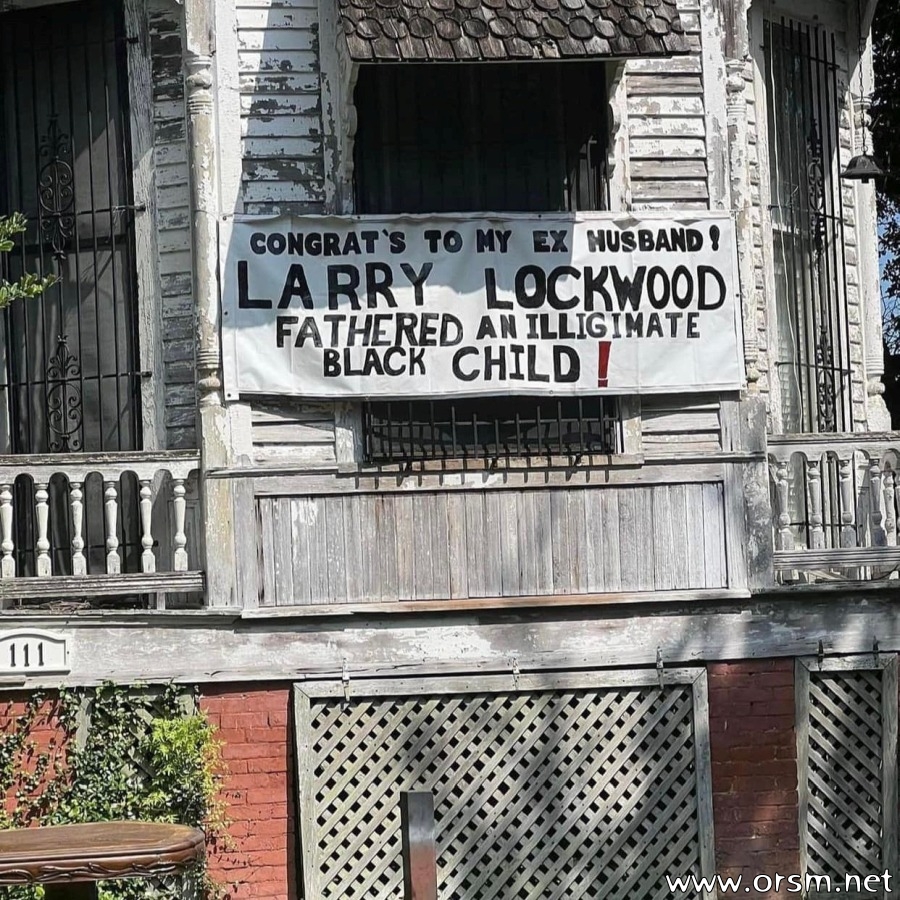 CONGRAT'S TO MY EX HUSBAND!
LARRY LOCKWOOD
FATHERED AN ILLIGIMATE
BLACK CHILD!
111
www.orsm.net